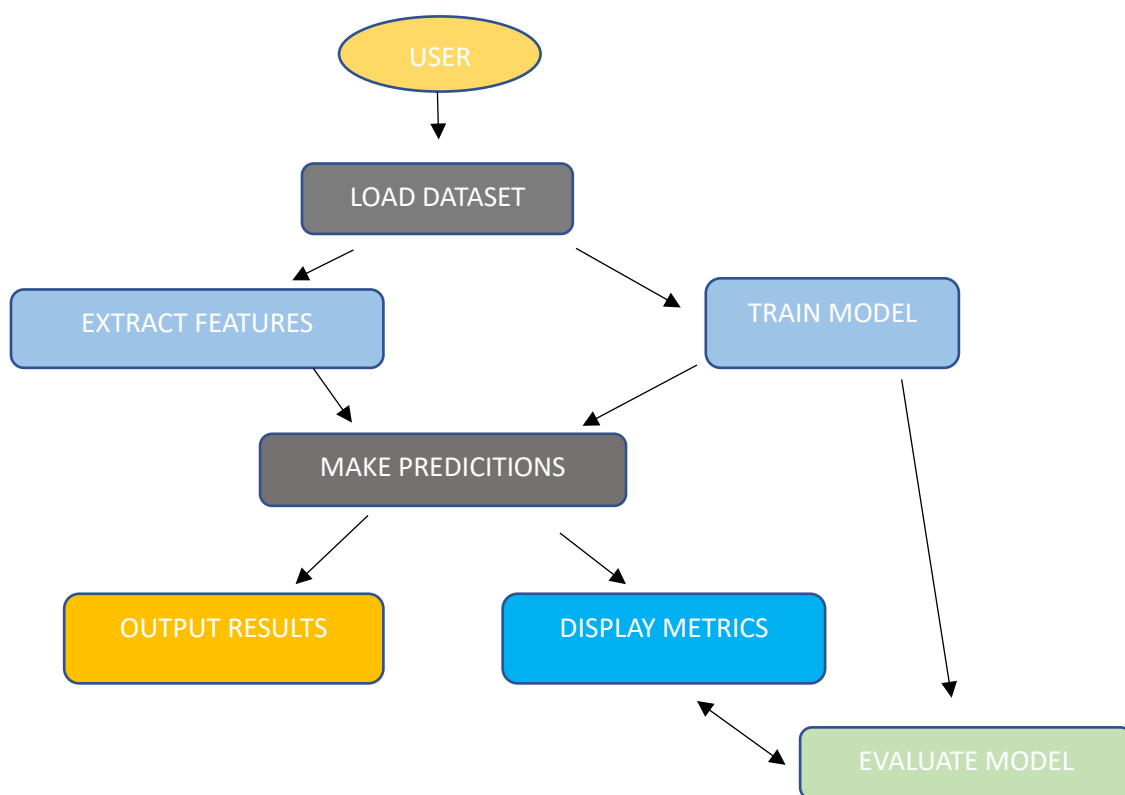 USER
LOAD DATASET
EXTRACT FEATURES
TRAIN MODEL
MAKE PREDICITIONS
OUTPUT RESULTS
DISPLAY METRICS
EVALUATE MODEL